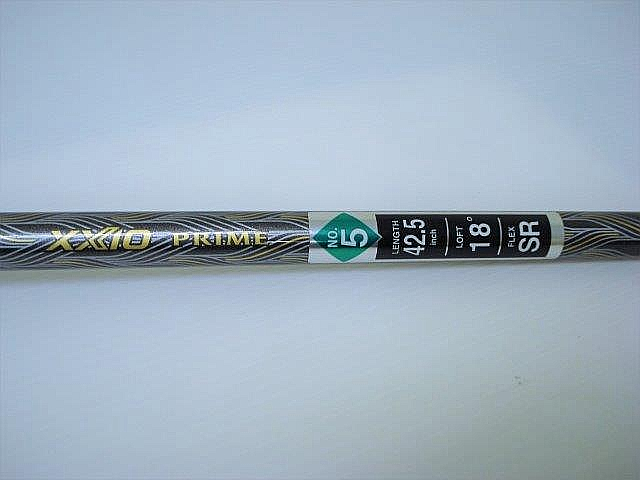 XXIO PRIME
NO.
5
LENGTH
42.5
inch
LOFT
18°
FLEX
SR